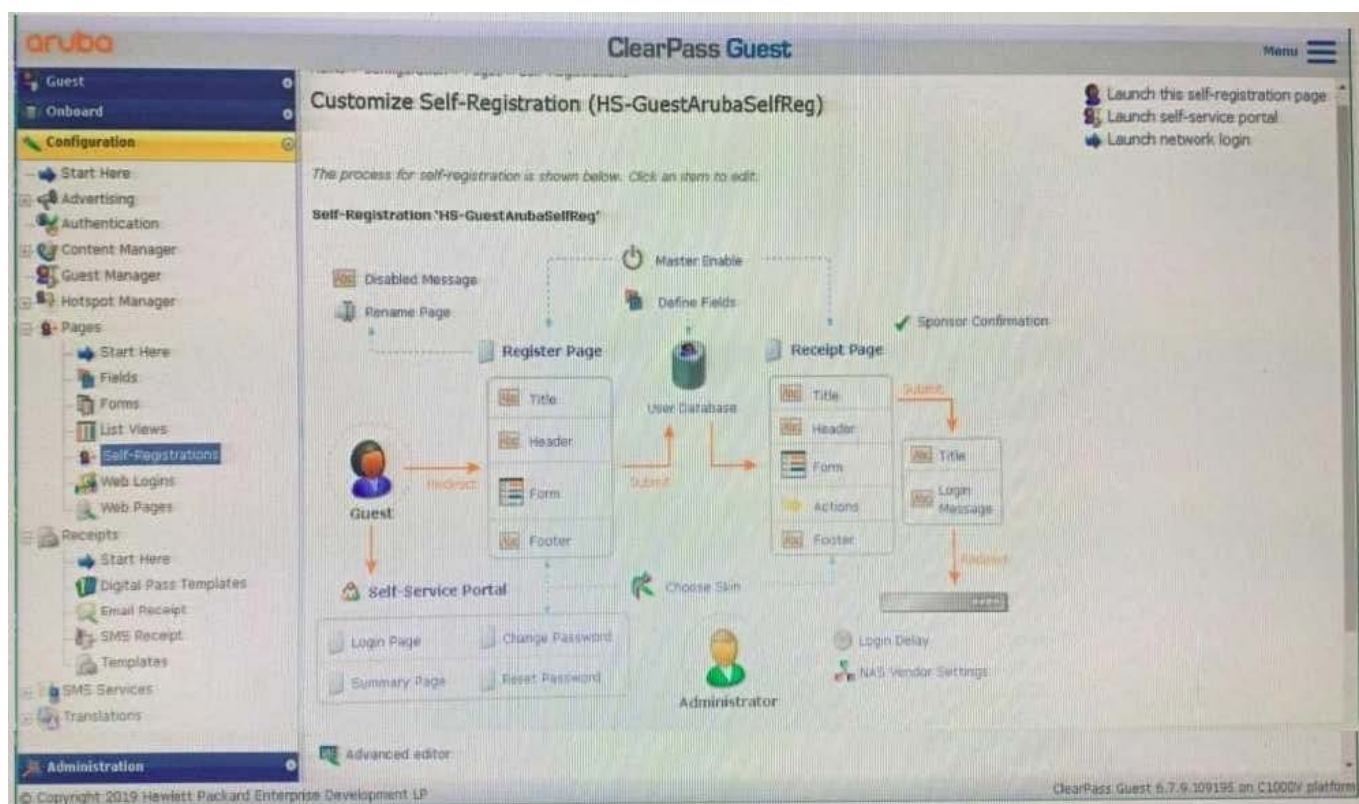 aruba
ClearPass Guest
Menu
Guest
Onboard
Configuration
Start Here
Advertising
Authentication
Content Manager
Guest Manager
Hotspot Manager
Pages
Start Here
Fields
Forms
List Views
Self-Registrations
Web Logins
Web Pages
Receipts
Start Here
Digital Pass Templates
Email Receipt
SMS Receipt
Templates
SMS Services
Translations
Administration
Customize Self-Registration (HS-GuestArubaSelfReg)
Launch this self-registration page
Launch self-service portal
Launch network login
The process for self-registration is shown below. Click an item to edit.
Self-Registration 'HS-GuestArubaSelfReg'
Master Enable
Disabled Message
Define Fields
Rename Page
Sponsor Confirmation
Register Page
Receipt Page
Title
Header
Form
Footer
User Database
Title
Header
Form
Actions
Footer
Submit
Title
Login
Message
Redirect
Submit
Redirect
Guest
Self-Service Portal
Choose Skin
Login Page
Change Password
Summary Page
Reset Password
Login Delay
NAS Vendor Settings
Administrator
Advanced editor
© Copyright 2019 Hewlett Packard Enterprise Development LP
ClearPass Guest 6.7.9.109195 on C1000V platform